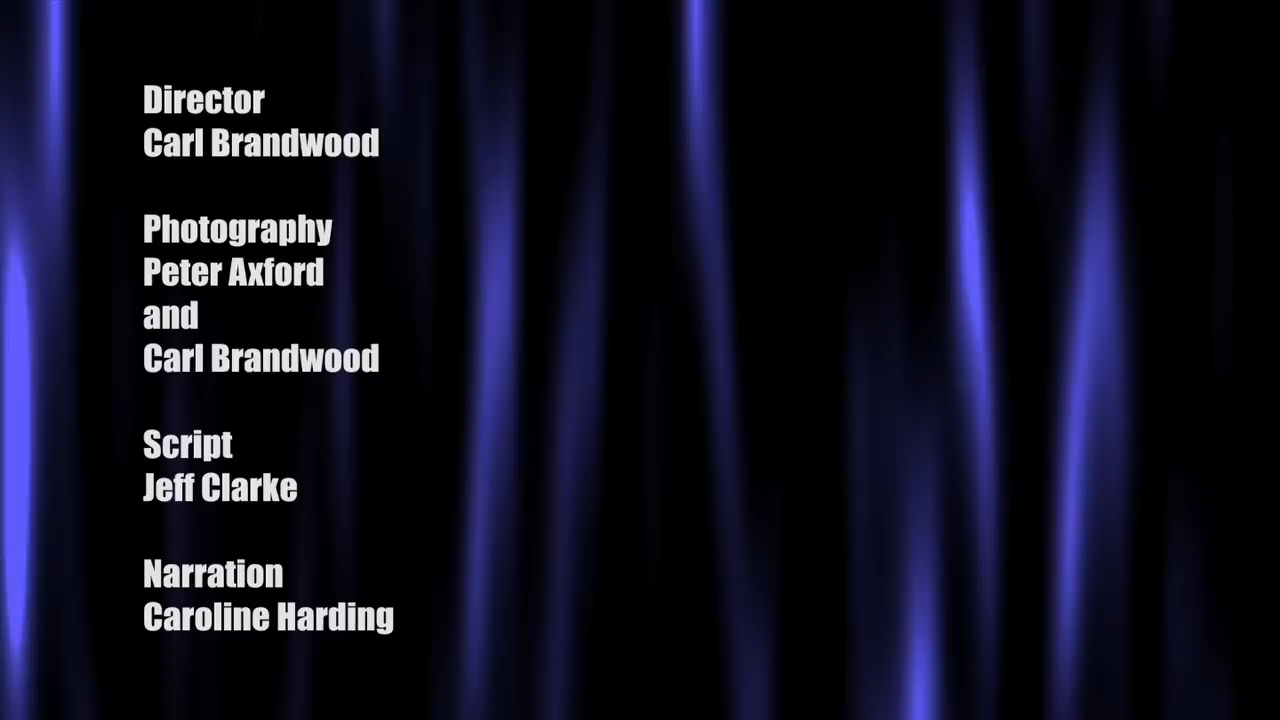 Director
Carl Brandwood
Photography
Peter Axford
and
Carl Brandwood
Script
Jeff Clarke
Narration
Caroline Harding